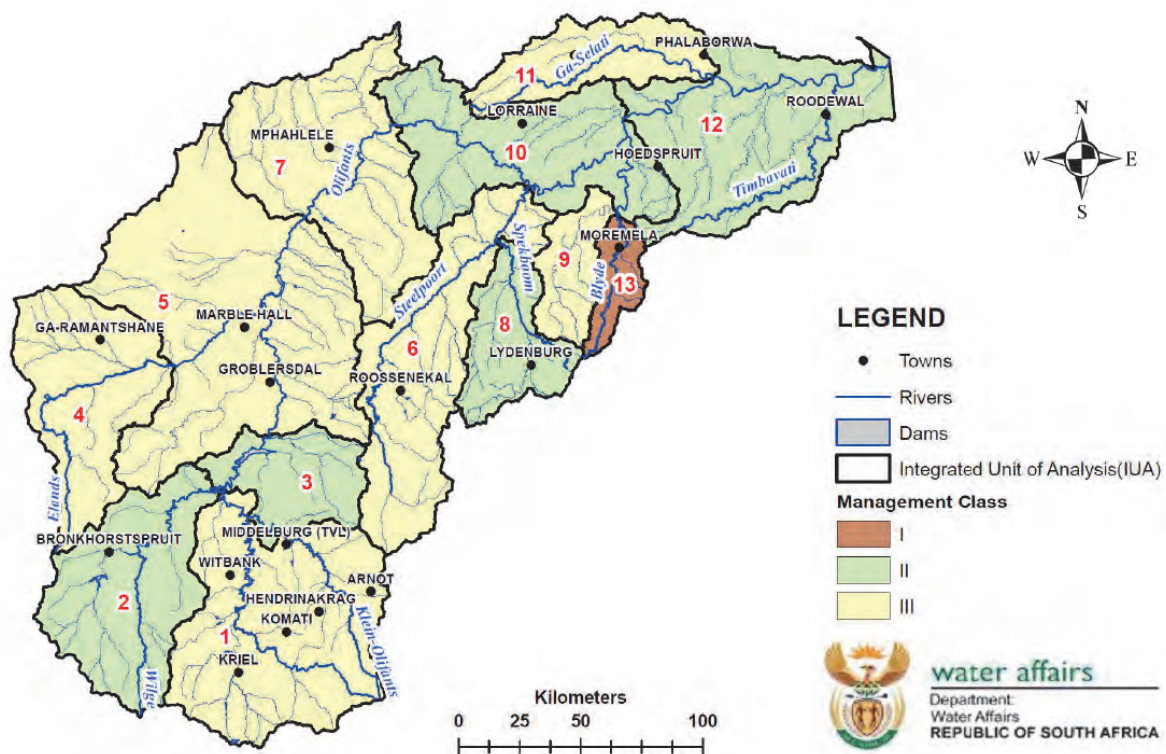 PHALABORWA
11
Ga-Selati
LORRAINE
ROODEWAL
12
10
MPHAHLELE
7
Olifants
HOEDSPRUIT
Timbavati
N
W E
S
MOREMELA
9
13
Spekboom
Blyde
Steelpoort
5
GA-RAMANTSHANE
MARBLE-HALL
8
6
LYDENBURG
GROBLERSDAL
ROOSSENEKAL
4
3
Elands
BRONKHORSTSPRUIT
MIDDELBURG (TVL)
WITBANK
ARNOT
2
HENDRINAKRAG
KOMATI
1
Klein-Olifants
KRIEL
Wilge
LEGEND
Towns
Rivers
Dams
Integrated Unit of Analysis(IUA)
Management Class
I
II
III
Kilometers
0 25 50 100
water affairs
Department:
Water Affairs
REPUBLIC OF SOUTH AFRICA